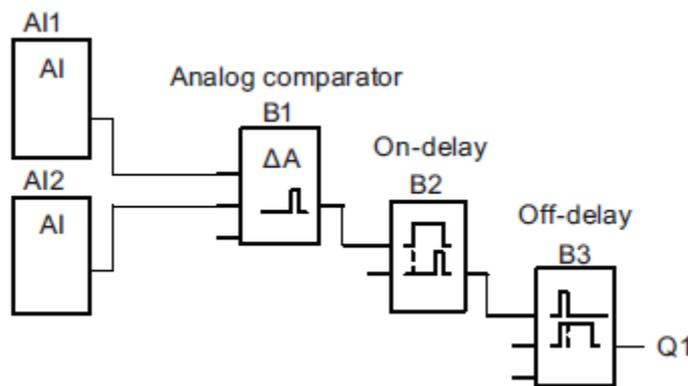 AI1
AI
Analog comparator
B1
ΔA
AI2
AI
On-delay
B2
Off-delay
B3
Q1